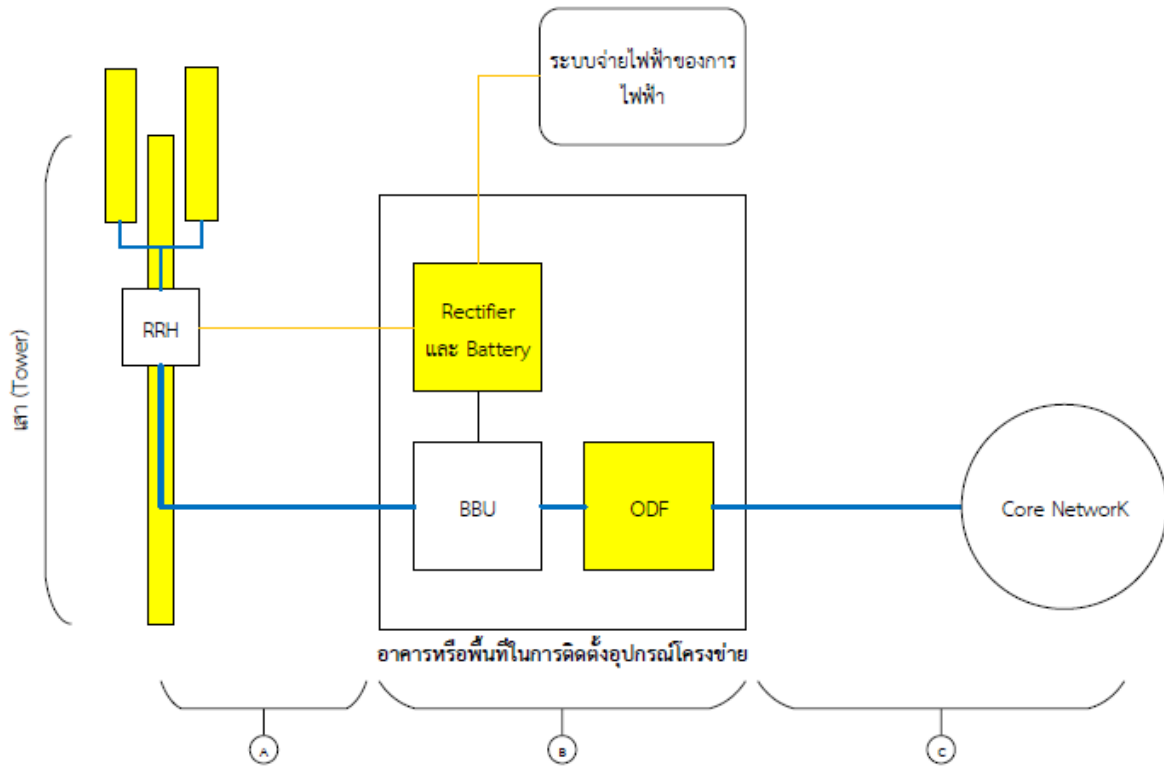 ระบบจ่ายไฟฟ้าของการ
ไฟฟ้า
เสา (Tower)
RRH
Rectifier
และ Battery
BBU
ODF
Core NetworK
อาคารหรือพื้นที่ในการติดตั้งอุปกรณ์โครงข่าย
A
B
C